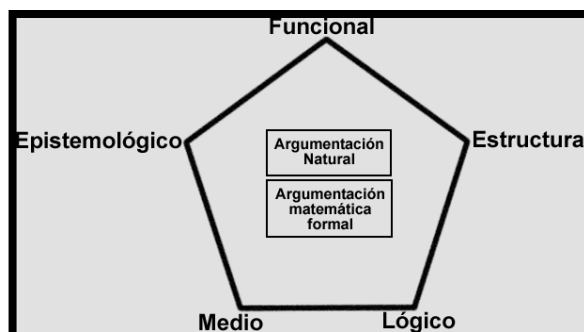 Funcional
Epistemológico
Estructura
Argumentación
Natural
Argumentación
matemática
formal
Medio
Lógico